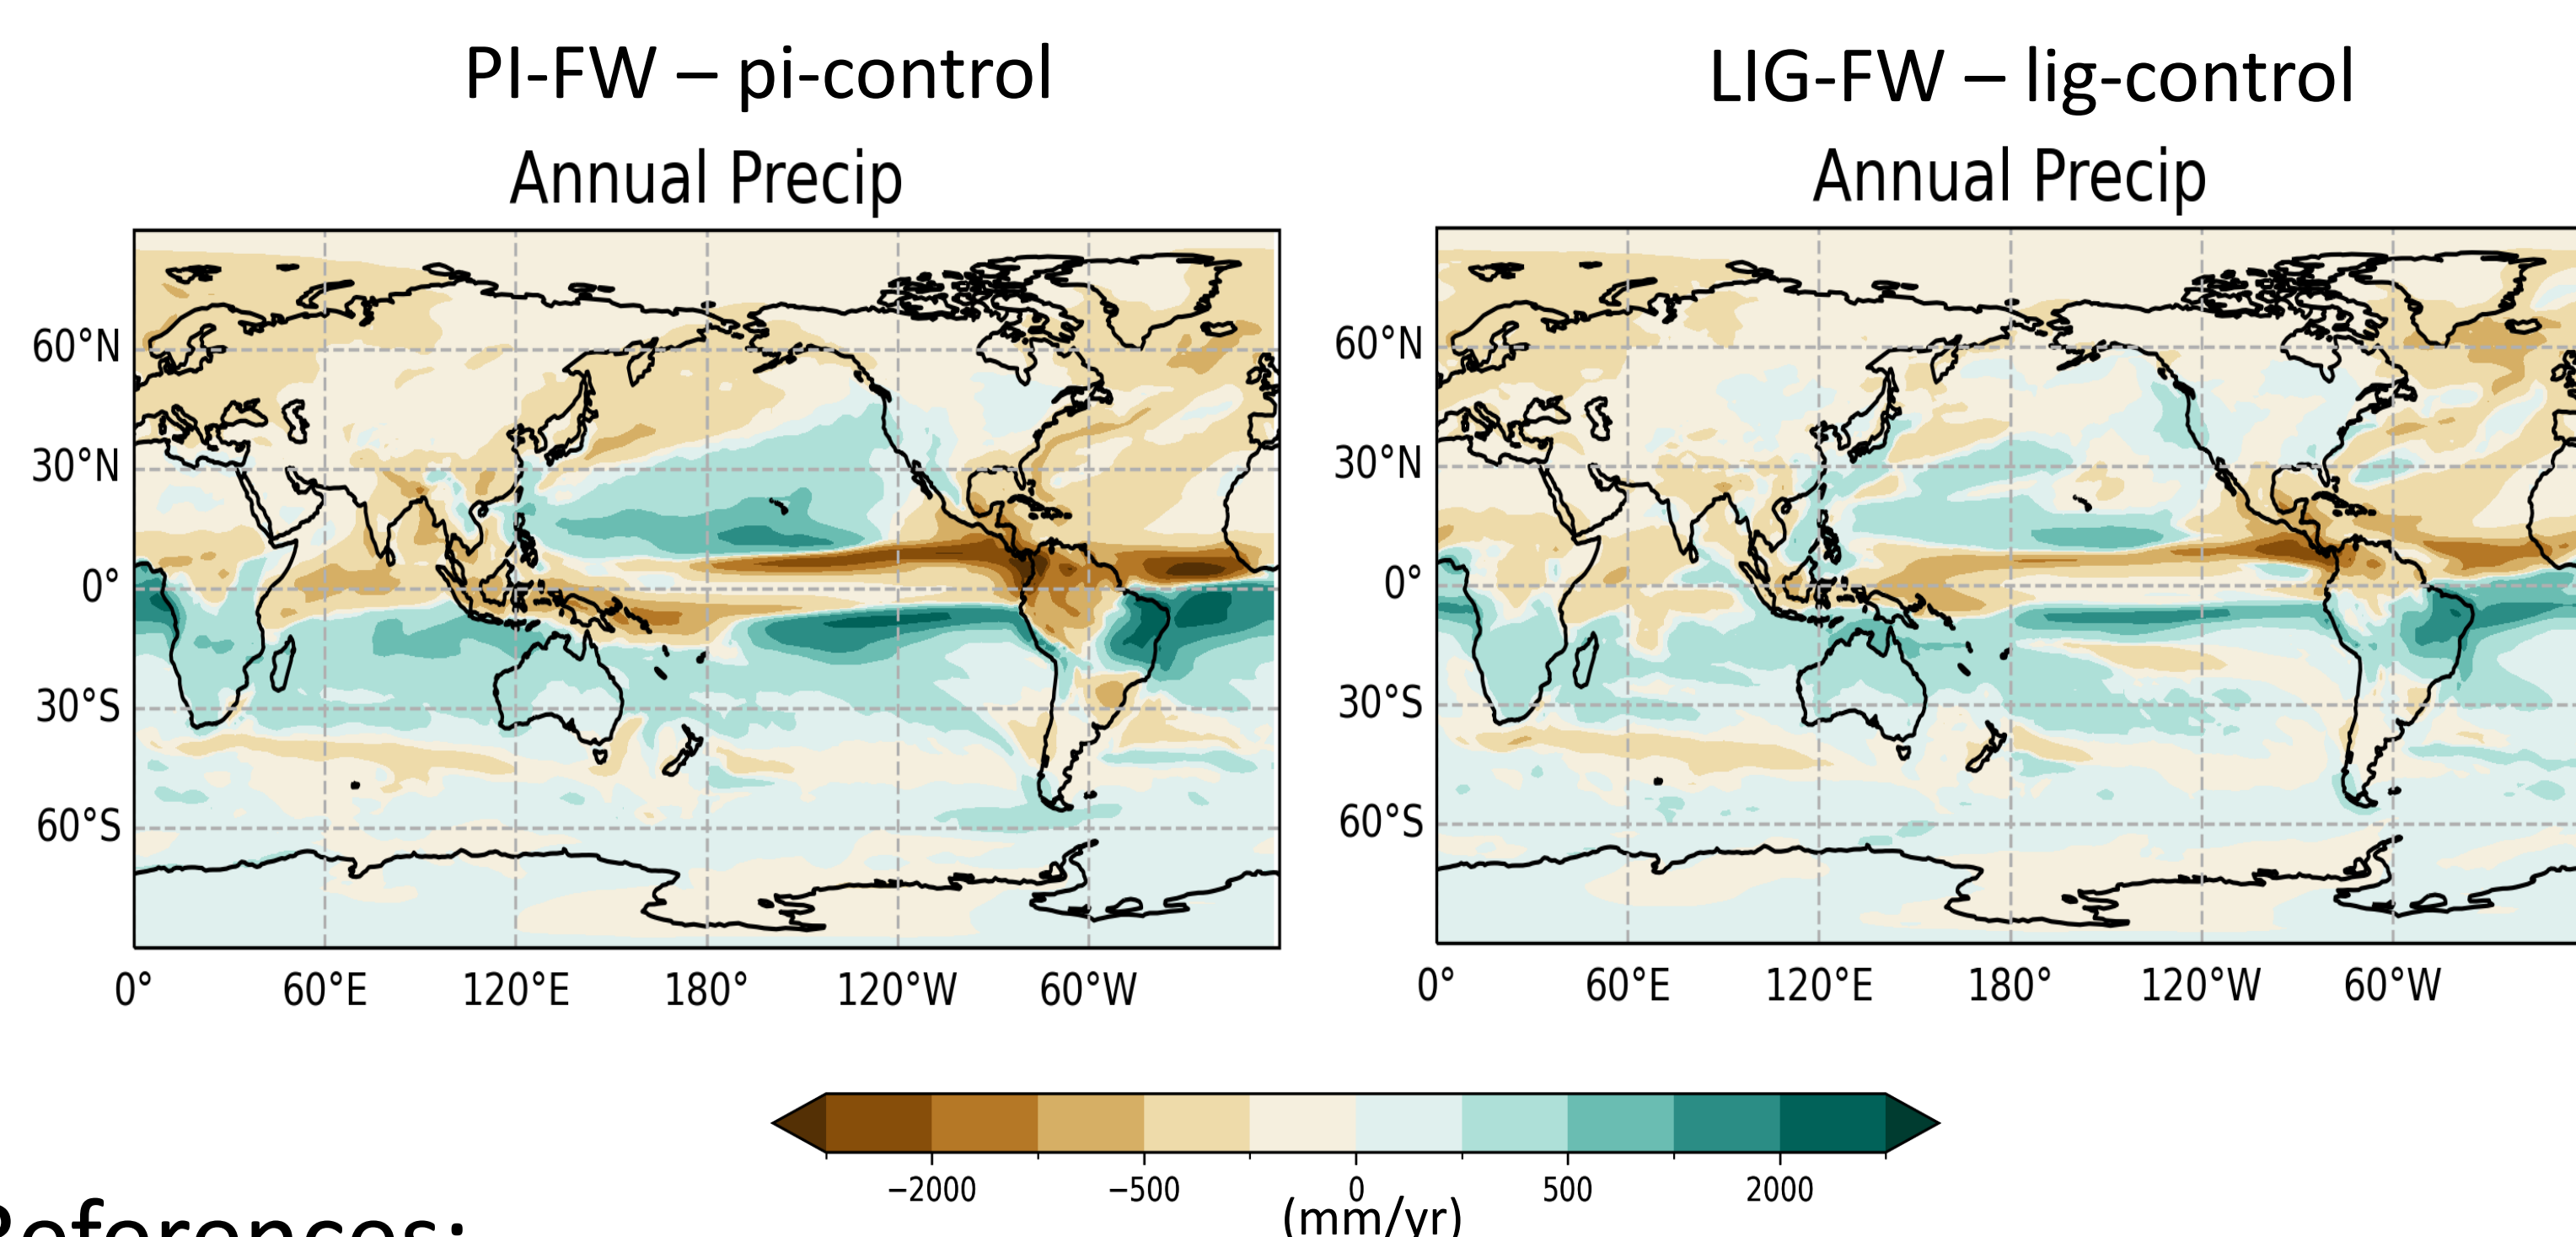 PI-FW – pi-control
LIG-FW – lig-control
Annual Precip
Annual Precip
60°N
30°N
0°
30°S
60°S
0° 60°E 120°E 180° 120°W 60°W
60°N
30°N
0°
30°S
60°S
0° 60°E 120°E 180° 120°W 60°W
−2000 −500 0 500 2000
(mm/yr)
References: